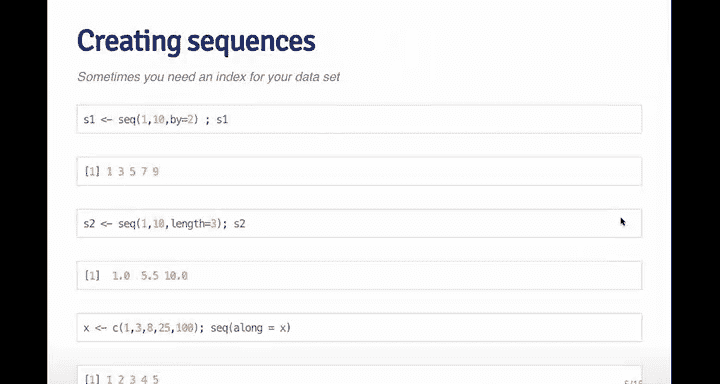 Creating sequences
Sometimes you need an index for your data set
s1 <- seq(1,10,by=2) ; s1
[1] 1 3 5 7 9
s2 <- seq(1,10,length=3); s2
[1]  1.0  5.5 10.0
x <- c(1,3,8,25,100); seq(along = x)
[1] 1 2 3 4 5